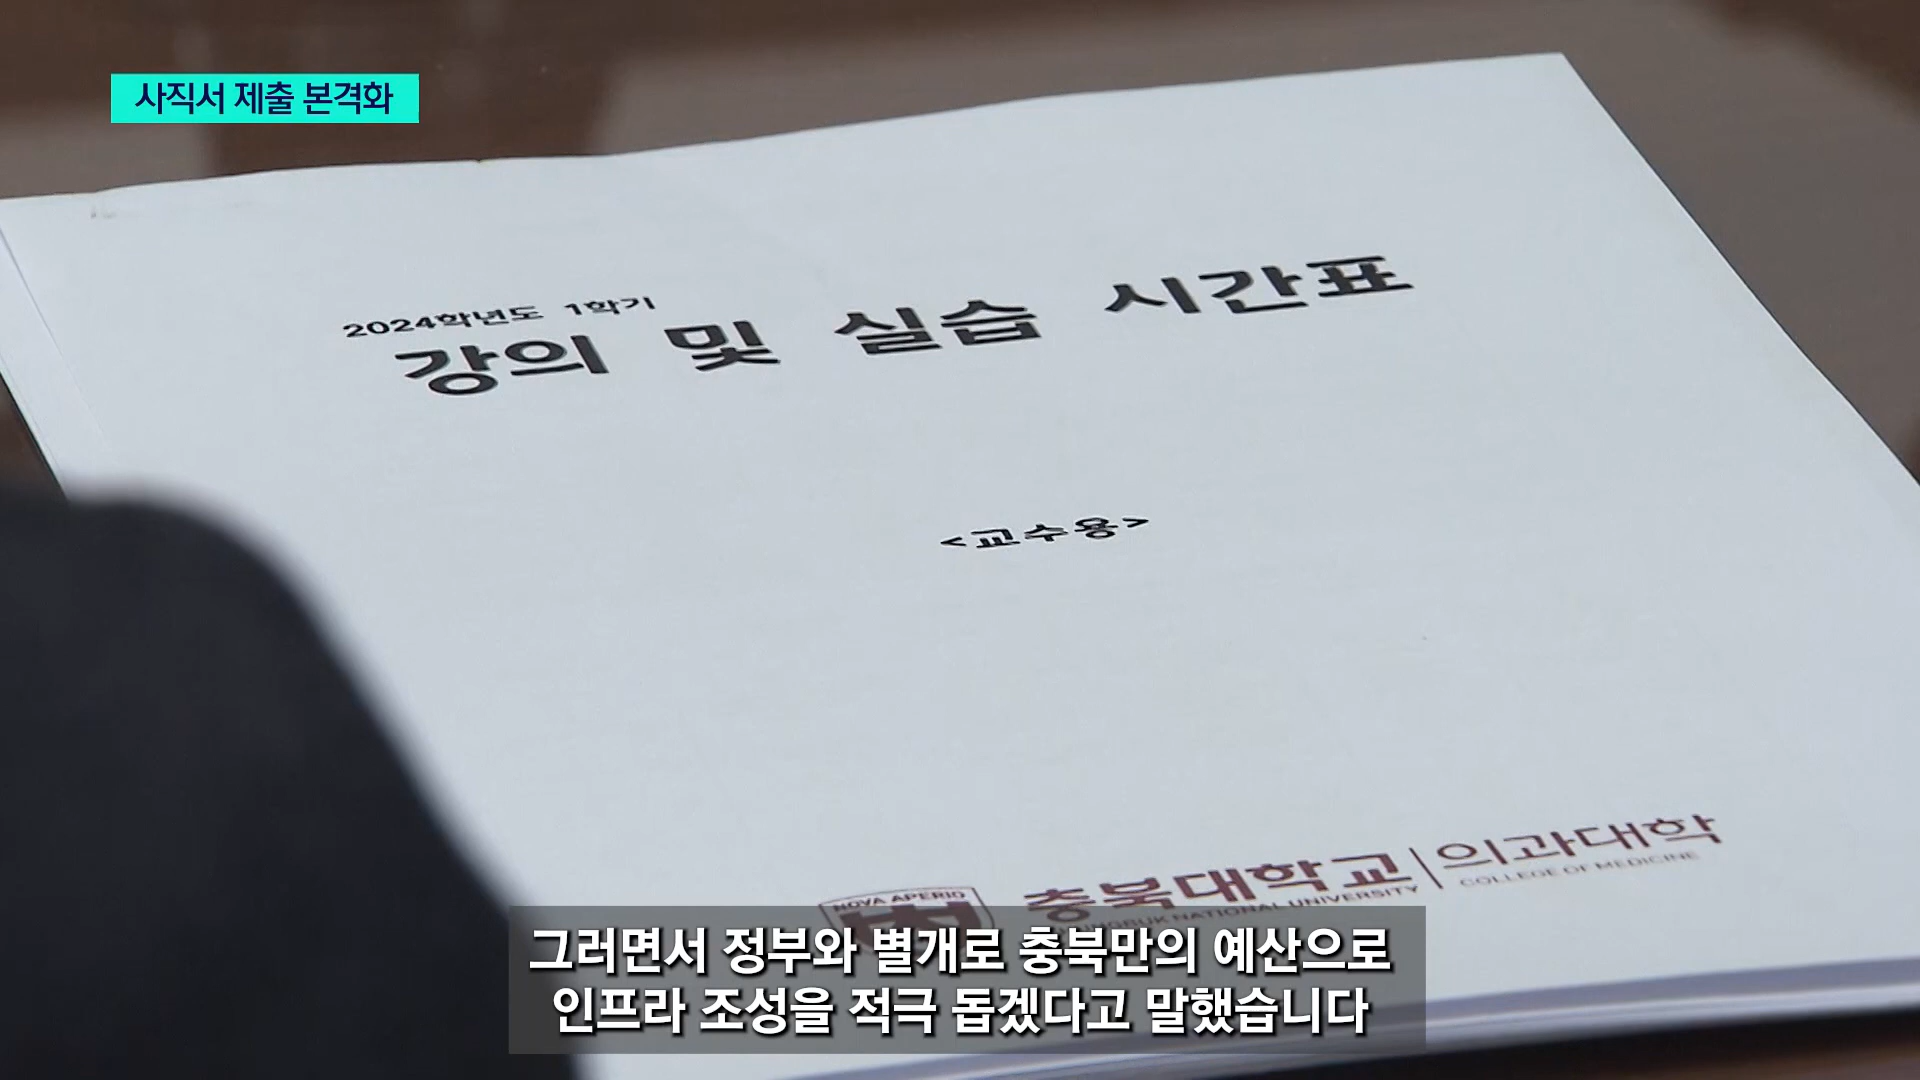 사직서 제출 본격화
2024학년도 1학기
강의 및 실습 시간표
<교수용>
NOVA APERIO
충북대학교 의과대학
NATIONAL UNIVERSITY COLLEGE OF MEDICINE
그러면서 정부와 별개로 충북만의 예산으로
인프라 조성을 적극 돕겠다고 말했습니다